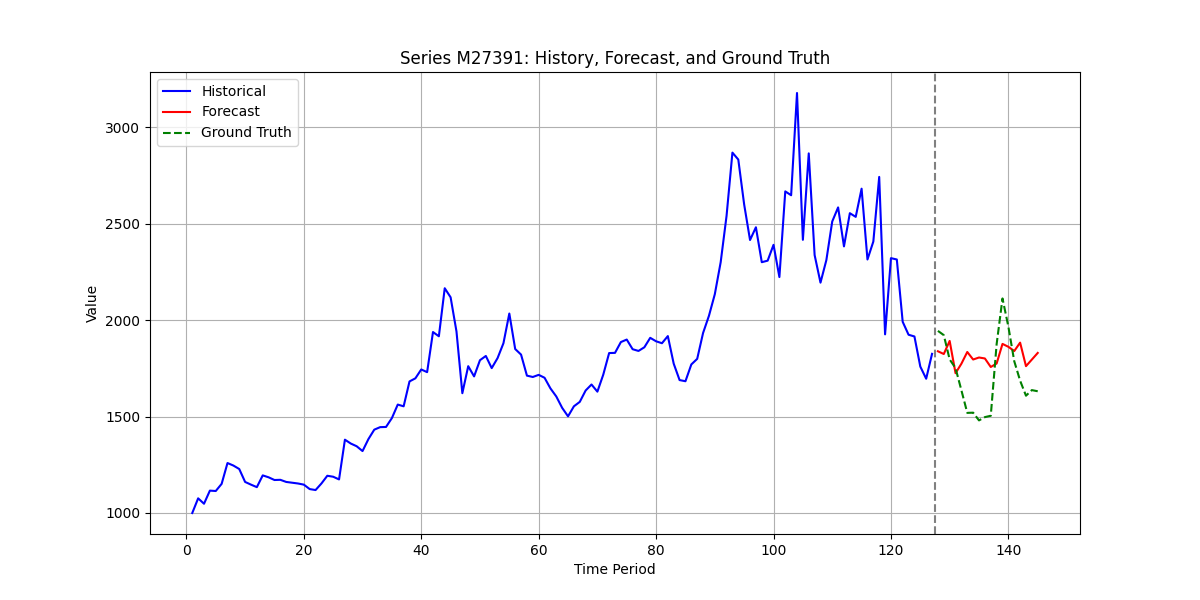 Series M27391: History, Forecast, and Ground Truth
Historical
Forecast
Ground Truth
3000
2500
2000
1500
1000
Value
0 20 40 60 80 100 120 140
Time Period